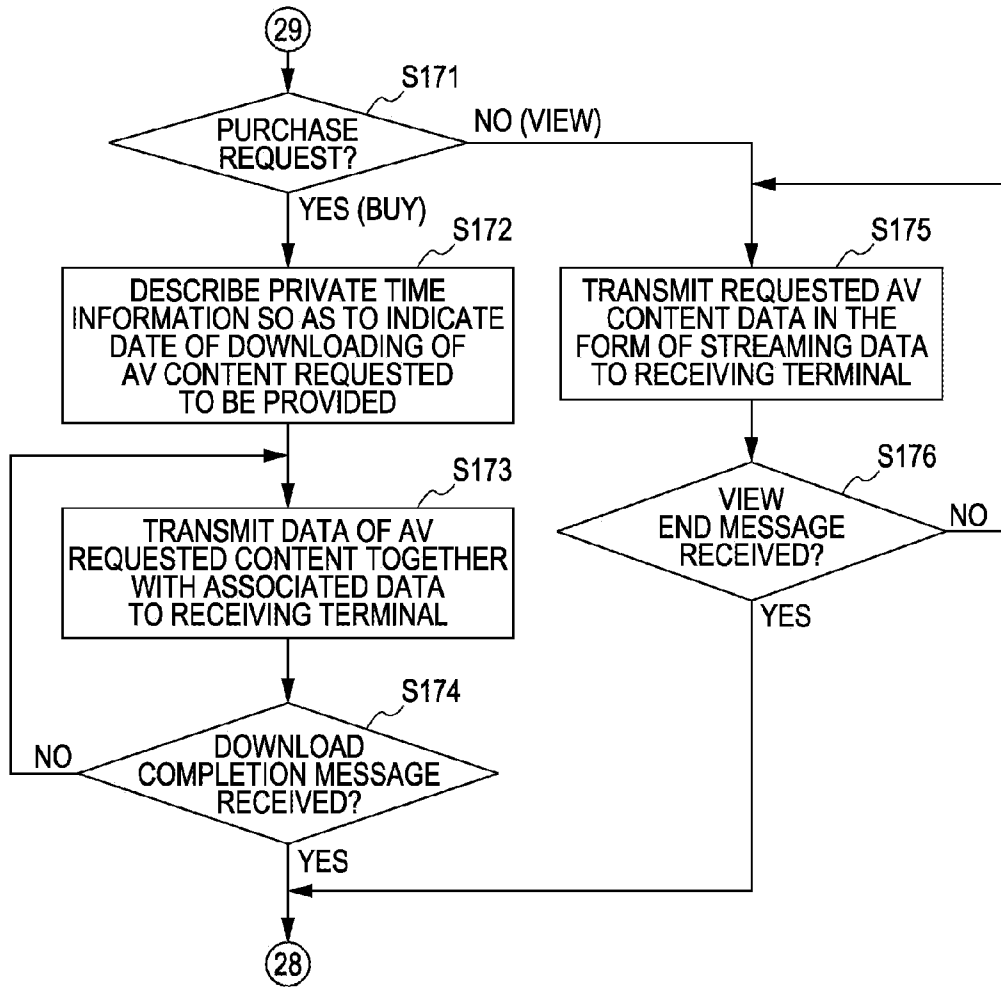 29
S171
PURCHASE
REQUEST?
NO (VIEW)
YES (BUY)
S172
DESCRIBE PRIVATE TIME
INFORMATION SO AS TO INDICATE
DATE OF DOWNLOADING OF
AV CONTENT REQUESTED
TO BE PROVIDED
S173
TRANSMIT DATA OF AV
REQUESTED CONTENT TOGETHER
WITH ASSOCIATED DATA
TO RECEIVING TERMINAL
S174
DOWNLOAD
COMPLETION MESSAGE
RECEIVED?
NO
YES
S175
TRANSMIT REQUESTED AV
CONTENT DATA IN THE
FORM OF STREAMING DATA
TO RECEIVING TERMINAL
S176
VIEW
END MESSAGE
RECEIVED?
NO
YES
28